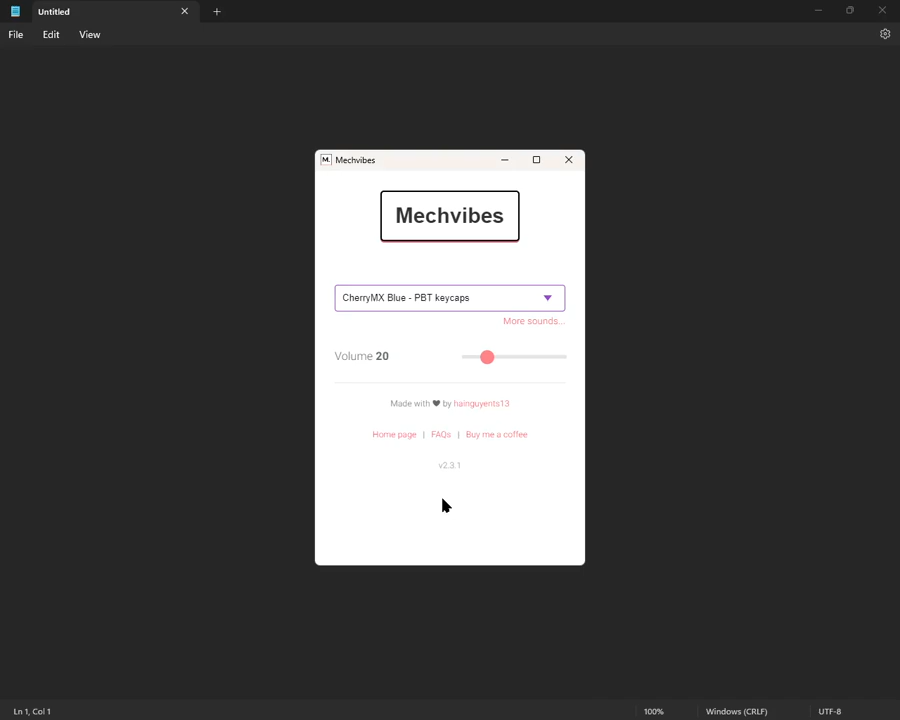 Untitled
File Edit View
M. Mechvibes
Mechvibes
CherryMX Blue - PBT keycaps
More sounds...
Volume 20
Made with ♥ by hainguyents13
Home page | FAQs | Buy me a coffee
v2.3.1
Ln 1, Col 1 100% Windows (CRLF) UTF-8